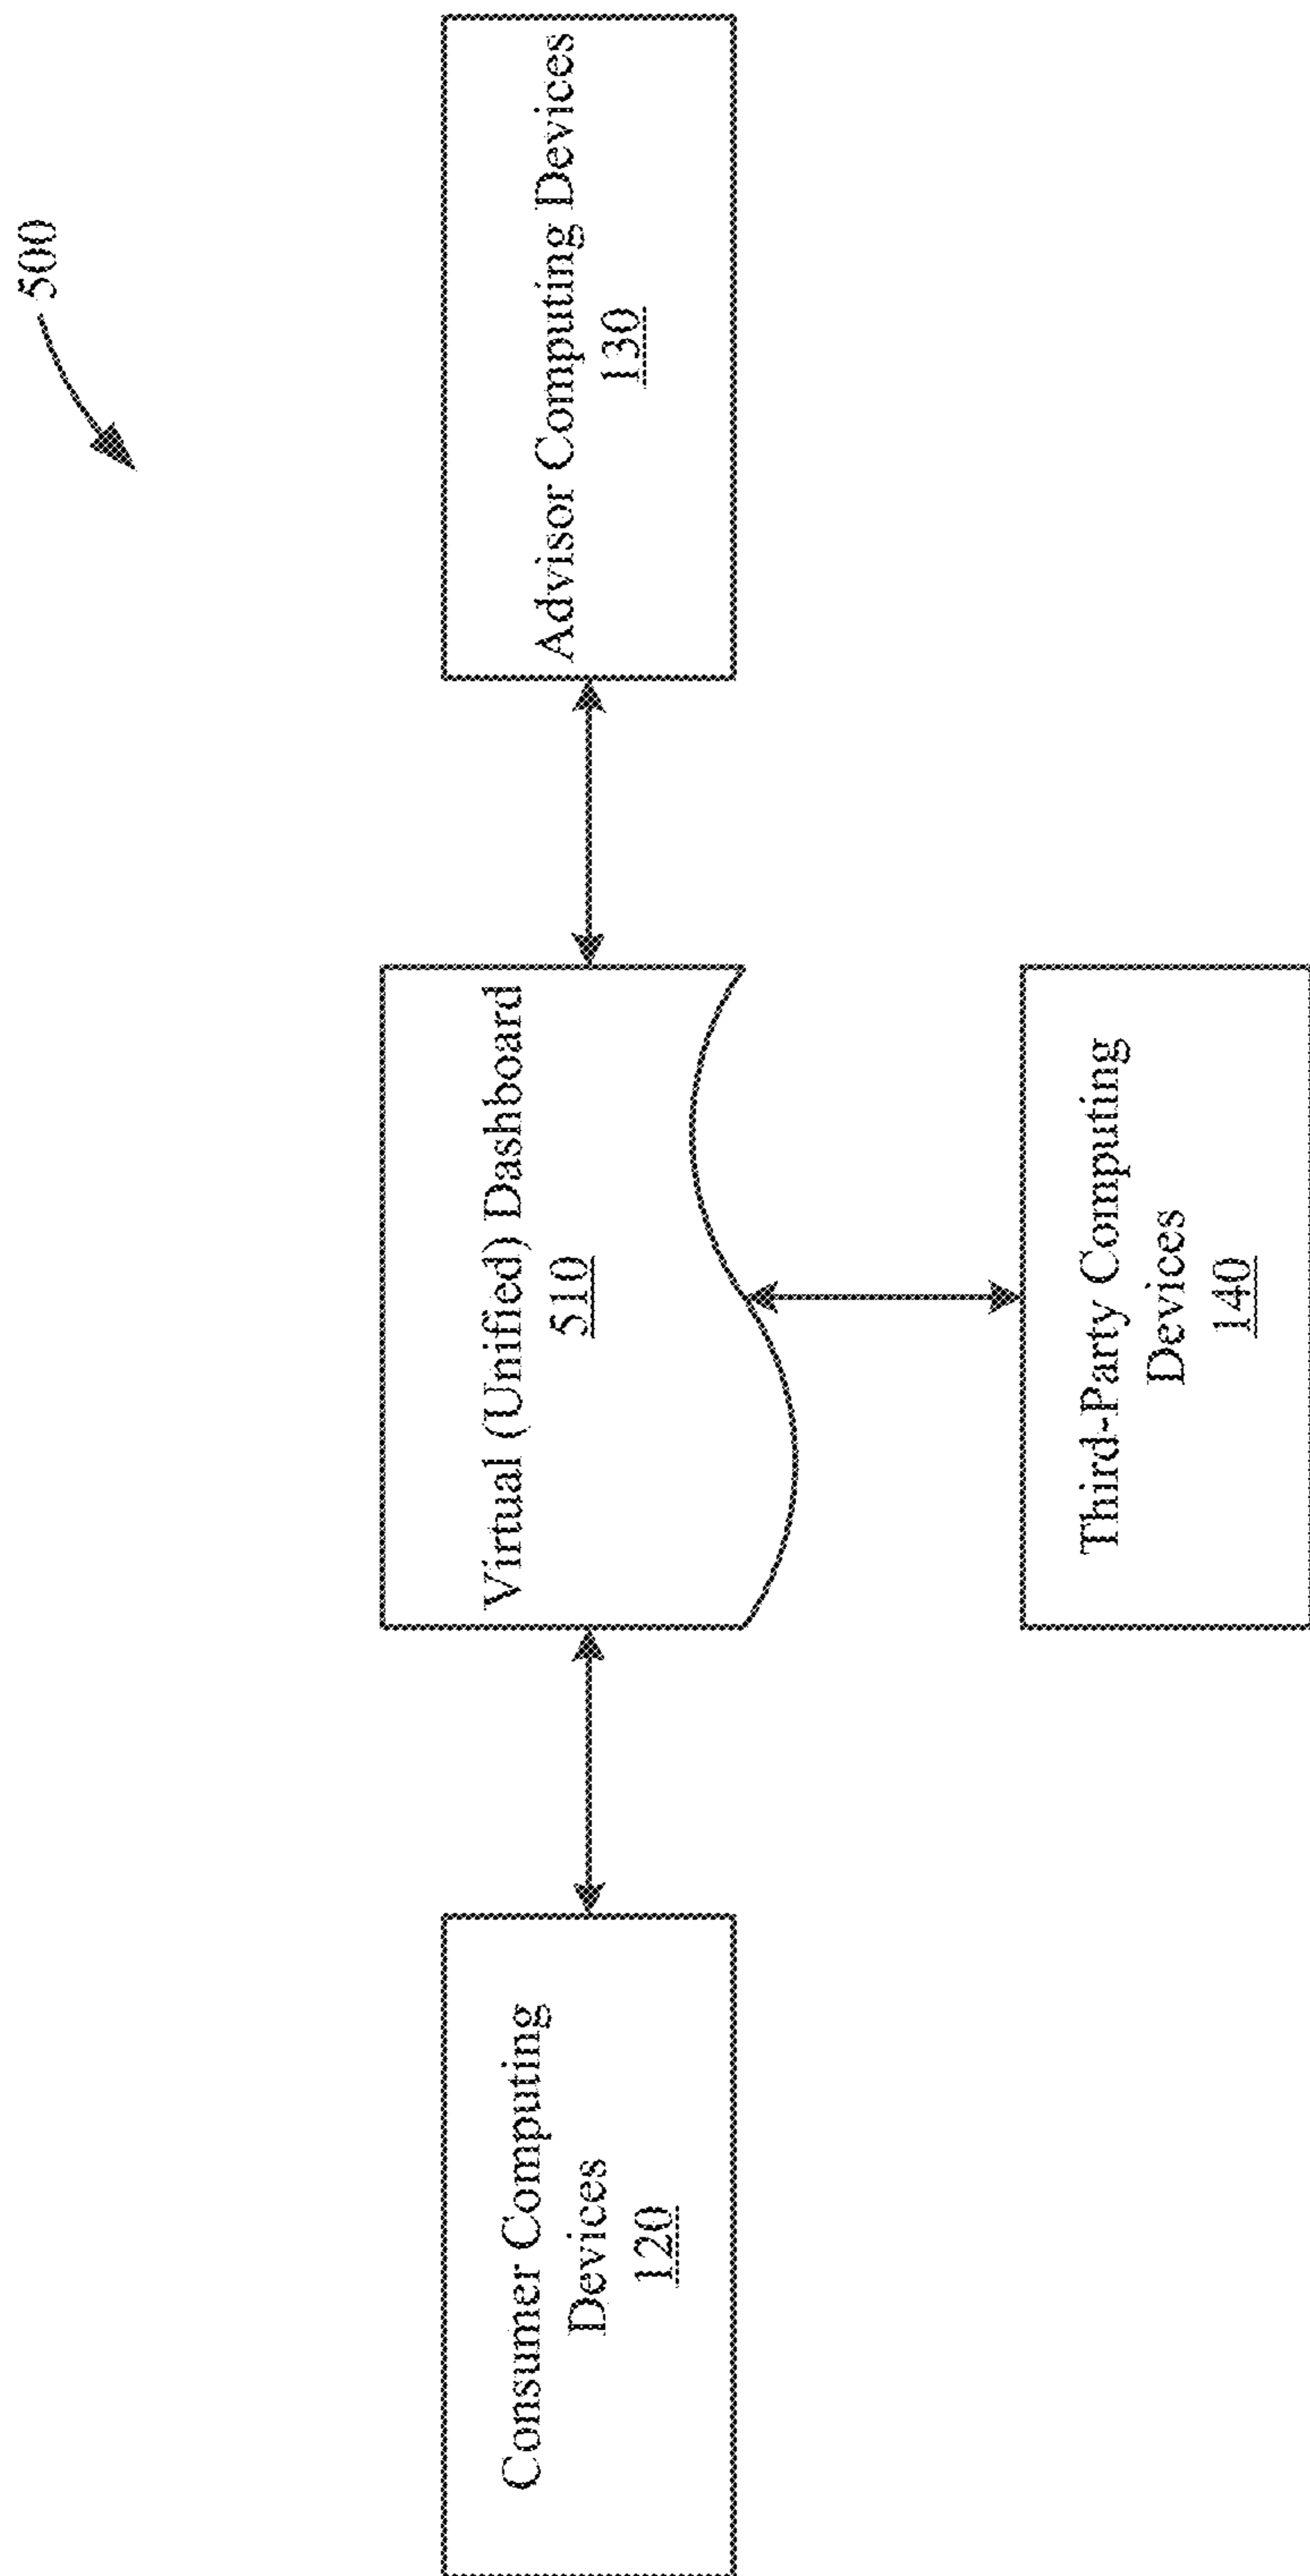 500
Consumer Computing
Devices
120
Virtual (Unified) Dashboard
510
Advisor Computing Devices
130
Third-Party Computing
Devices
140